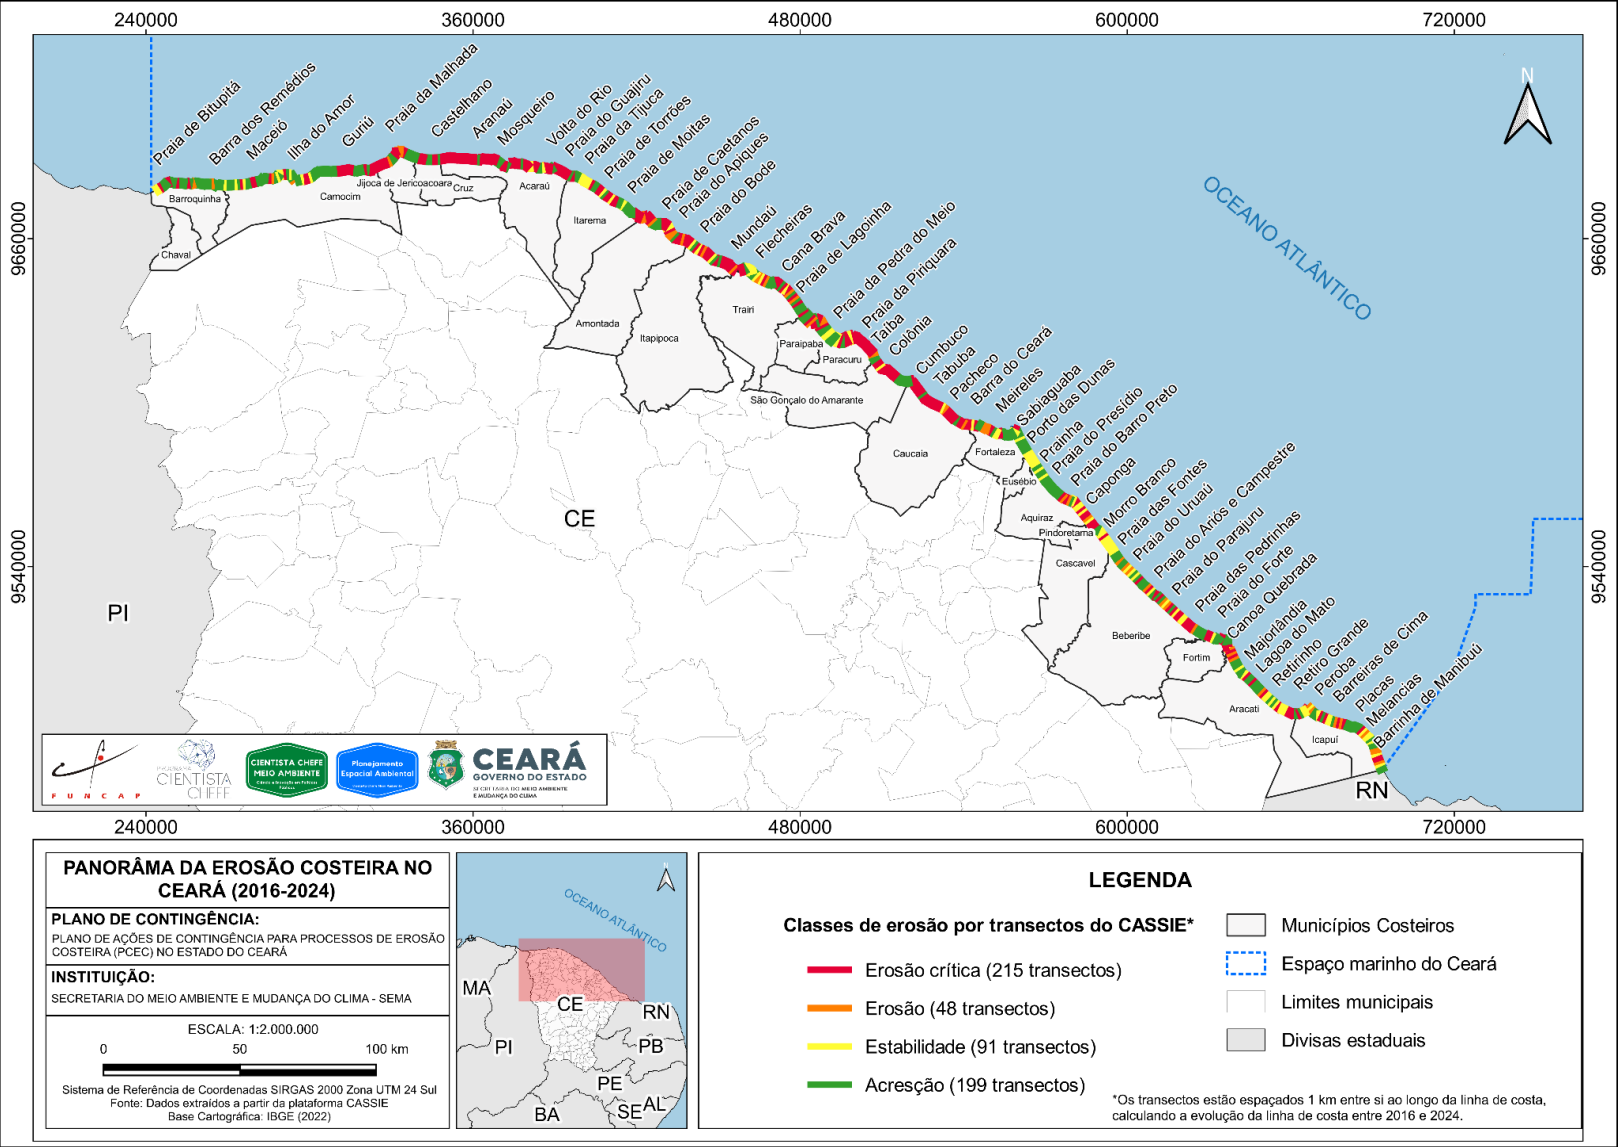 240000
360000
480000
600000
720000
9660000
9540000
9660000
9540000
N
Praia de Bitupitá
Barra dos Remédios
Maceió
Ilha do Amor
Guriú
Praia da Malhada
Castelhano
Aranaú
Mosqueiro
Volta do Rio
Praia do Guajiru
Praia da Tijuca
Praia de Torrões
Praia de Moitas
Praia de Caetanos
Praia do Apiques
Praia do Bode
Mundaú
Flecheiras
Cana Brava
Praia de Lagoinha
Praia da Pedra do Meio
Praia da Piriquara
Taíba
Colônia
Cumbuco
Tabuba
Pacheco
Barra do Ceará
Meireles
Sabiaguaba
Porto das Dunas
Prainha
Praia do Presídio
Praia do Barro Preto
Caponga
Morro Branco
Praia das Fontes
Praia do Uruaú
Praia do Ariós e Campestre
Praia do Parajuru
Praia das Pedrinhas
Praia do Forte
Canoa Quebrada
Majorlândia
Lagoa do Mato
Retirinho
Retiro Grande
Peroba
Barreiras de Cima
Placas
Melancias
Barrinha de Manibuú
OCEANO ATLÂNTICO
Barroquinha
Chaval
Camocim
Jijoca de Jericoacoara
Cruz
Acaraú
Itarema
Amontada
Itapipoca
Trairi
Paraipaba
Paracuru
São Gonçalo do Amarante
Caucaia
Fortaleza
Eusébio
Aquiraz
Pindoretama
Cascavel
Beberibe
Fortim
Aracati
Icapuí
CE
PI
RN
FUNCAP
CIENTISTA
CHEFE
CIENTISTA CHEFE
MEIO AMBIENTE
Planejamento
Espacial Ambiental
CEARÁ
GOVERNO DO ESTADO
SECRETARIA DO MEIO AMBIENTE
E MUDANÇA DO CLIMA
240000
360000
480000
600000
720000
PANORÂMA DA EROSÃO COSTEIRA NO
CEARÁ (2016-2024)
PLANO DE CONTINGÊNCIA:
PLANO DE AÇÕES DE CONTINGÊNCIA PARA PROCESSOS DE EROSÃO
COSTEIRA (PCEC) NO ESTADO DO CEARÁ
INSTITUIÇÃO:
SECRETARIA DO MEIO AMBIENTE E MUDANÇA DO CLIMA - SEMA
ESCALA: 1:2.000.000
0 50 100 km
Sistema de Referência de Coordenadas SIRGAS 2000 Zona UTM 24 Sul
Fonte: Dados extraídos a partir da plataforma CASSIE
Base Cartográfica: IBGE (2022)
N
OCEANO ATLÂNTICO
MA
CE
RN
PI
PB
PE
AL
SE
BA
LEGENDA
Classes de erosão por transectos do CASSIE*
Erosão crítica (215 transectos)
Erosão (48 transectos)
Estabilidade (91 transectos)
Acresção (199 transectos)
Municípios Costeiros
Espaço marinho do Ceará
Limites municipais
Divisas estaduais
*Os transectos estão espaçados 1 km entre si ao longo da linha de costa,
calculando a evolução da linha de costa entre 2016 e 2024.